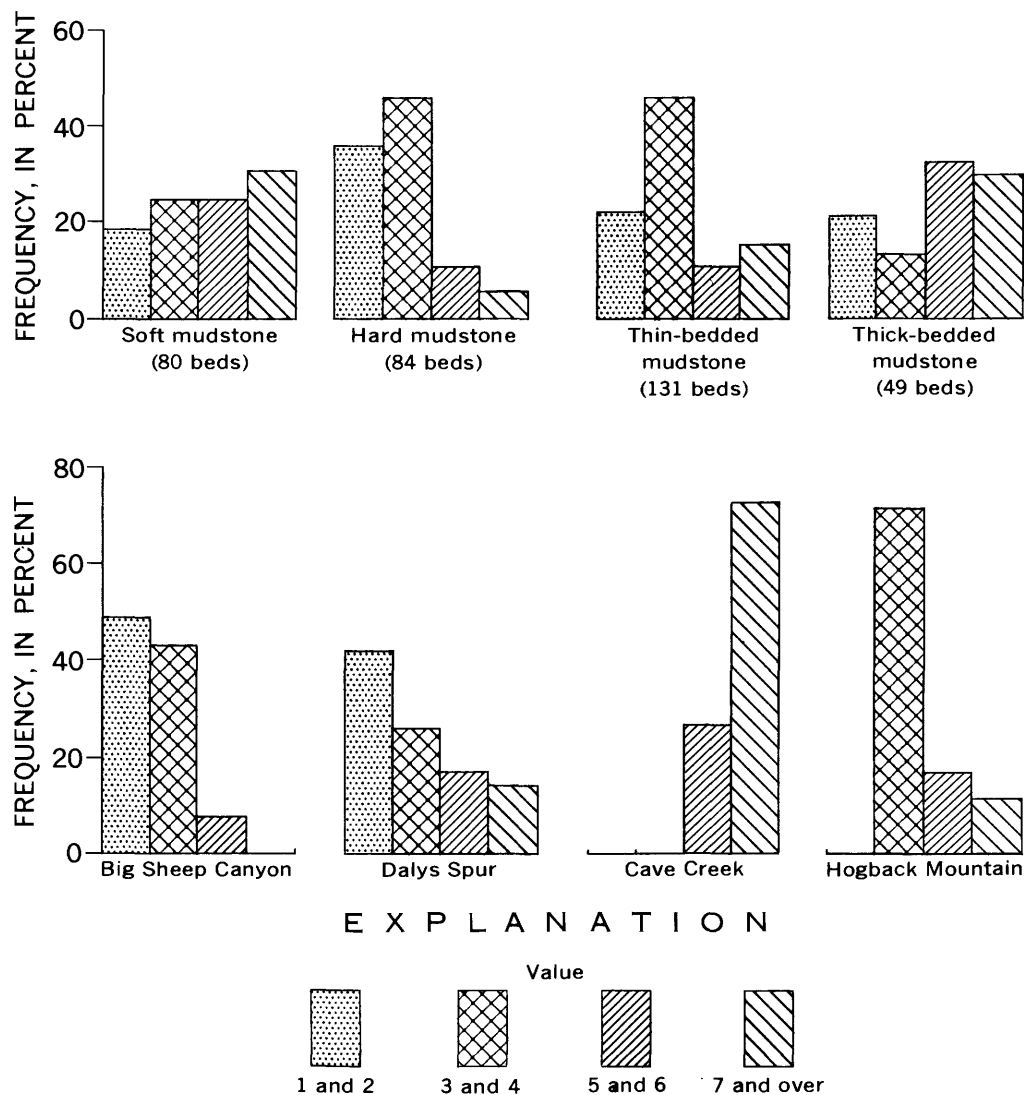 FREQUENCY, IN PERCENT
60
40
20
0
Soft mudstone
(80 beds)
Hard mudstone
(84 beds)
Thin-bedded
mudstone
(131 beds)
Thick-bedded
mudstone
(49 beds)
FREQUENCY, IN PERCENT
80
60
40
20
0
Big Sheep Canyon
Dalys Spur
Cave Creek
Hogback Mountain
EXPLANATION
Value
1 and 2
3 and 4
5 and 6
7 and over